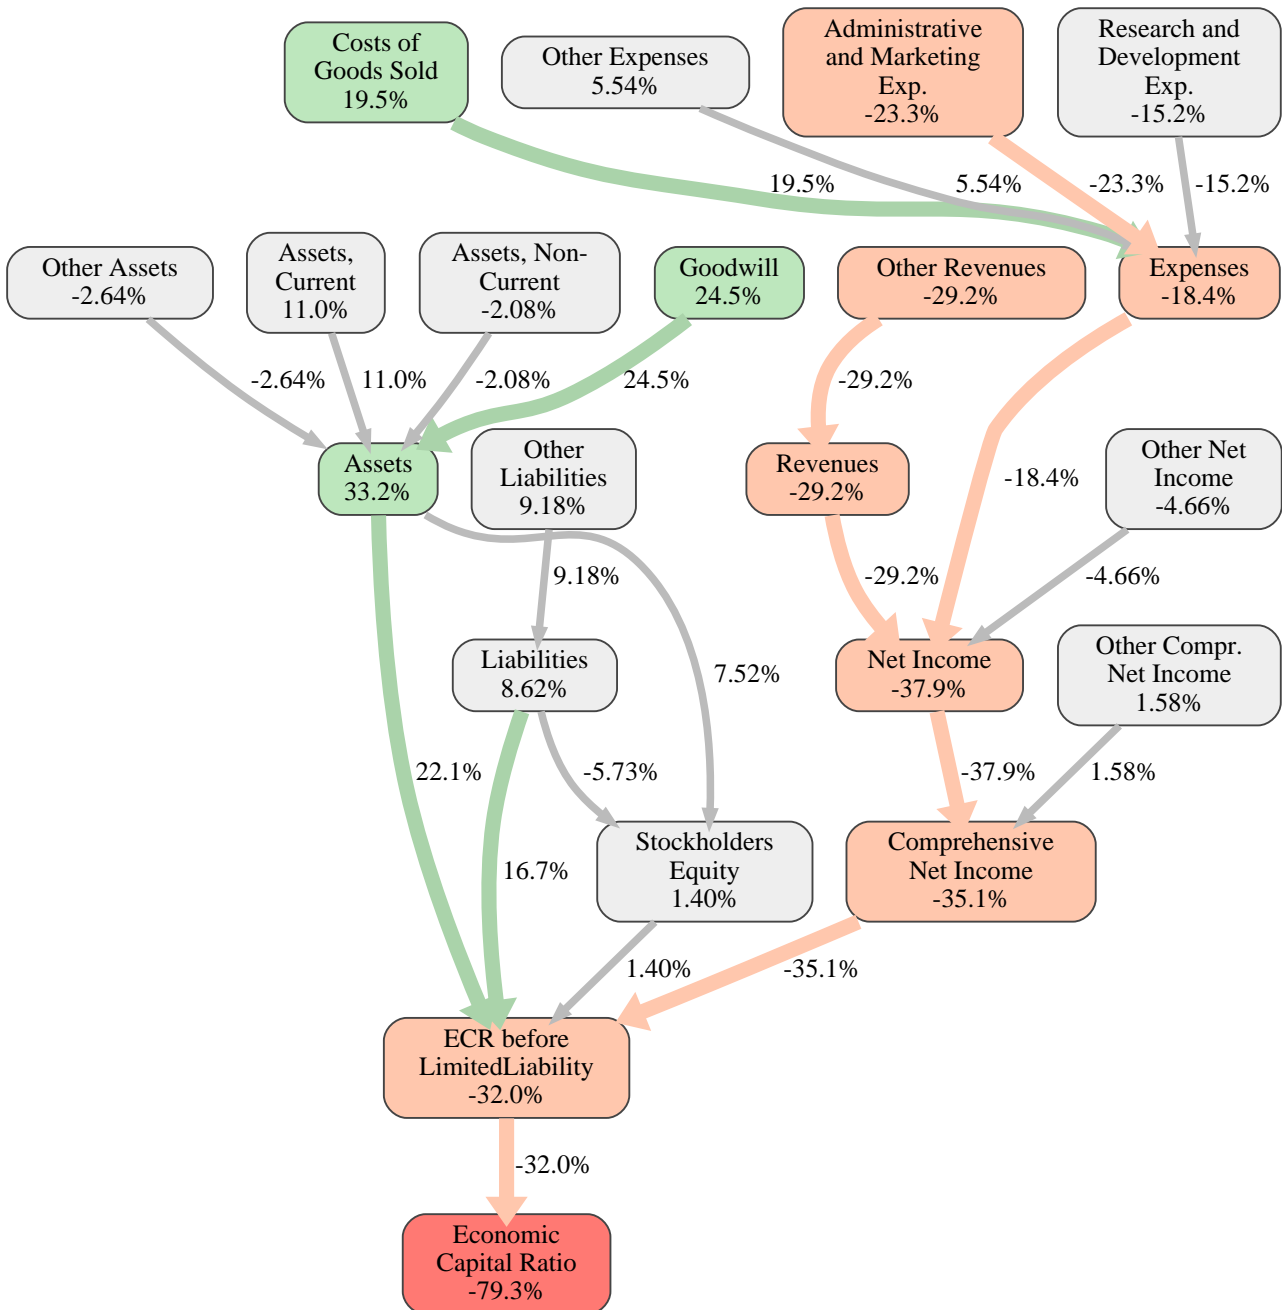 Costs of
Goods Sold
19.5%
Other Expenses
5.54%
Administrative
and Marketing
Exp.
-23.3%
Research and
Development
Exp.
-15.2%
19.5%
5.54%
-23.3%
-15.2%
Other Assets
-2.64%
Assets,
Current
11.0%
Assets, Non-
Current
-2.08%
Goodwill
24.5%
Other Revenues
-29.2%
Expenses
-18.4%
-2.64%
11.0%
-2.08%
24.5%
-29.2%
-18.4%
Assets
33.2%
Other
Liabilities
9.18%
Revenues
-29.2%
Other Net
Income
-4.66%
9.18%
-29.2%
-4.66%
Liabilities
8.62%
7.52%
Net Income
-37.9%
Other Compr.
Net Income
1.58%
22.1%
-5.73%
-37.9%
1.58%
16.7%
Stockholders
Equity
1.40%
Comprehensive
Net Income
-35.1%
1.40%
-35.1%
ECR before
LimitedLiability
-32.0%
-32.0%
Economic
Capital Ratio
-79.3%